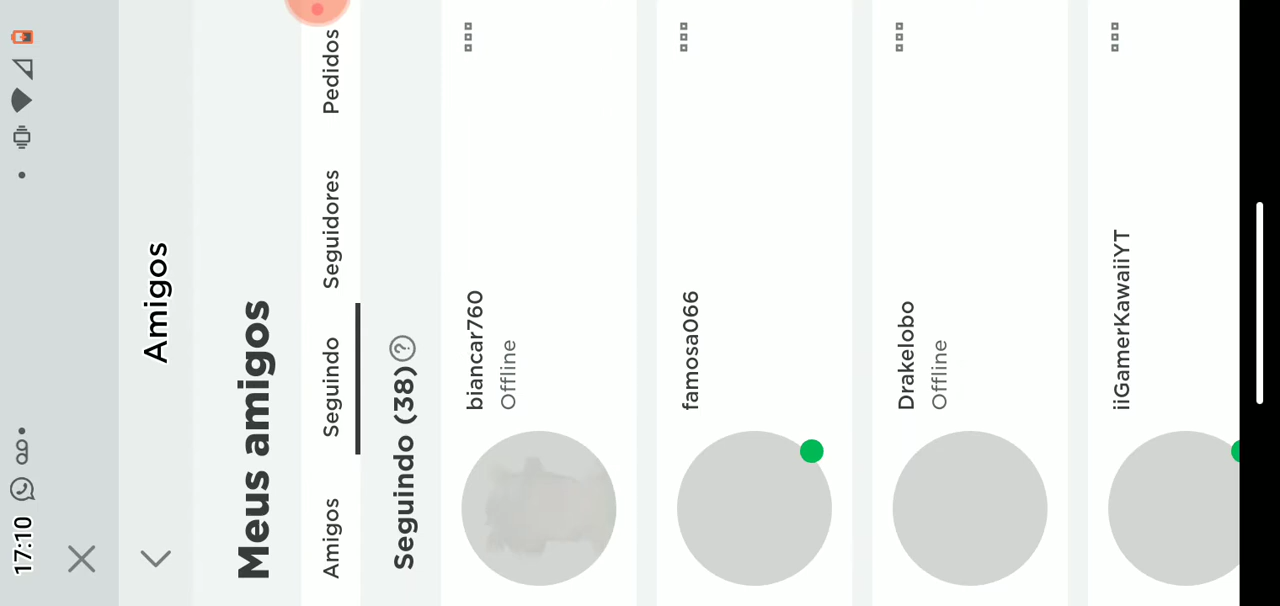 17:10
Amigos
Meus amigos
Amigos Seguindo Seguidores Pedidos
Seguindo (38)
biancar760
Offline
famosa066
Drakelobo
Offline
iiGamerKawaiiYT